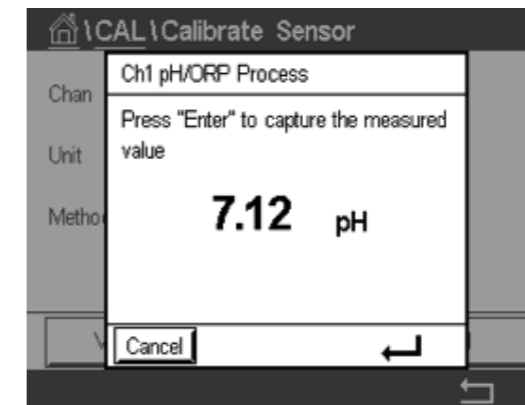 \CAL\Calibrate Sensor
Ch1 pH/ORP Process
Chan
Press "Enter" to capture the measured
value
Unit
7.12 pH
Cancel